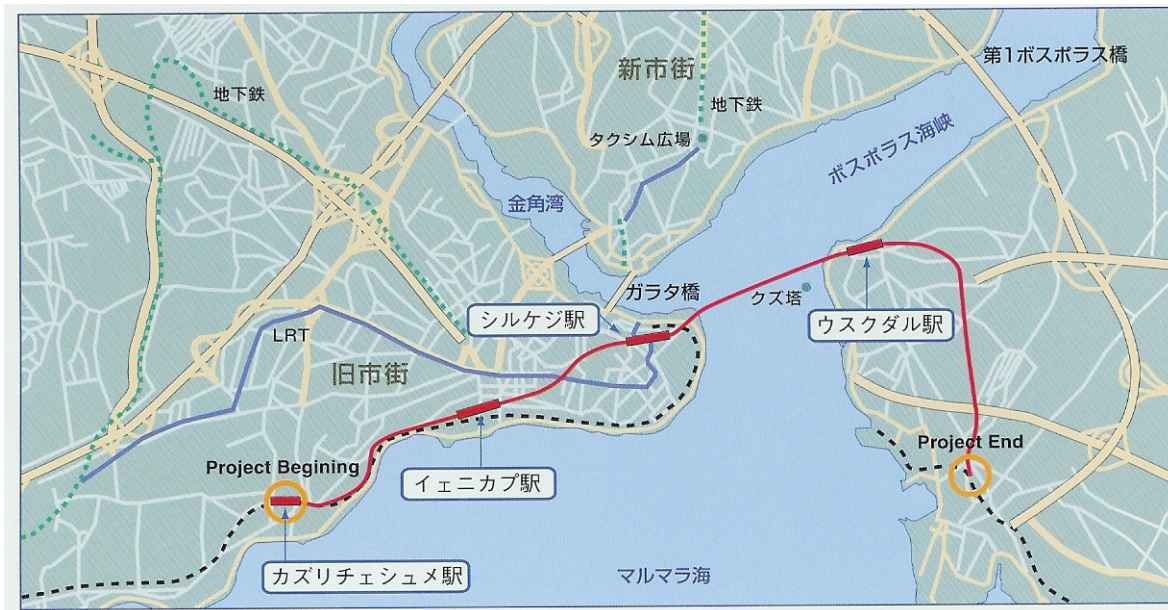 第1ボスポラス橋
新市街
地下鉄
地下鉄
タクシム広場
ボスポラス海峡
金角湾
ガラタ橋
クズ塔
シルケジ駅
ウスクダル駅
LRT
旧市街
Project End
Project Begining
イェニカプ駅
カズリチェシュメ駅
マルマラ海